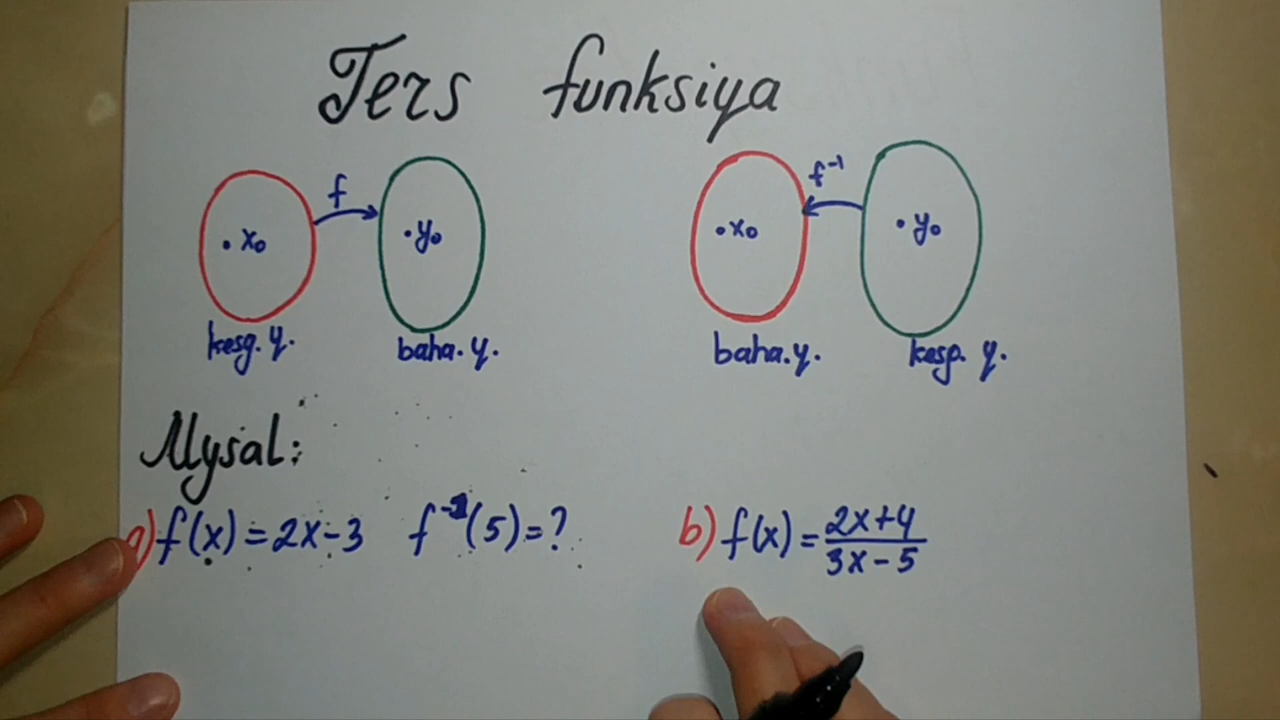 Ters funksiya
f f⁻¹
•x₀ •y₀ •x₀ •y₀
kesg. y. baha. y. baha. y. kesp. y.
Mysal:
a) f(x) = 2x-3 f⁻¹(5)=? b) f(x) = (2x+4)/(3x-5)